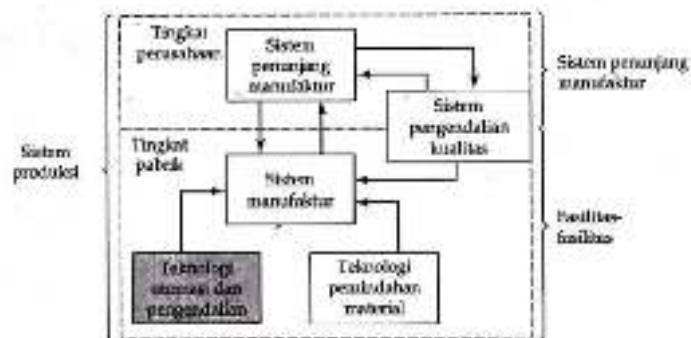 Tingkat
perusahaan
Sistem
penunjang
manufaktur
Sistem penunjang
manufaktur
Sistem
pengendalian
kualitas
Sistem
produksi
Tingkat
pabrik
Sistem
manufaktur
Fasilitas-
fasilitas
Teknologi
otomasi dan
pengendalian
Teknologi
pemindahan
material